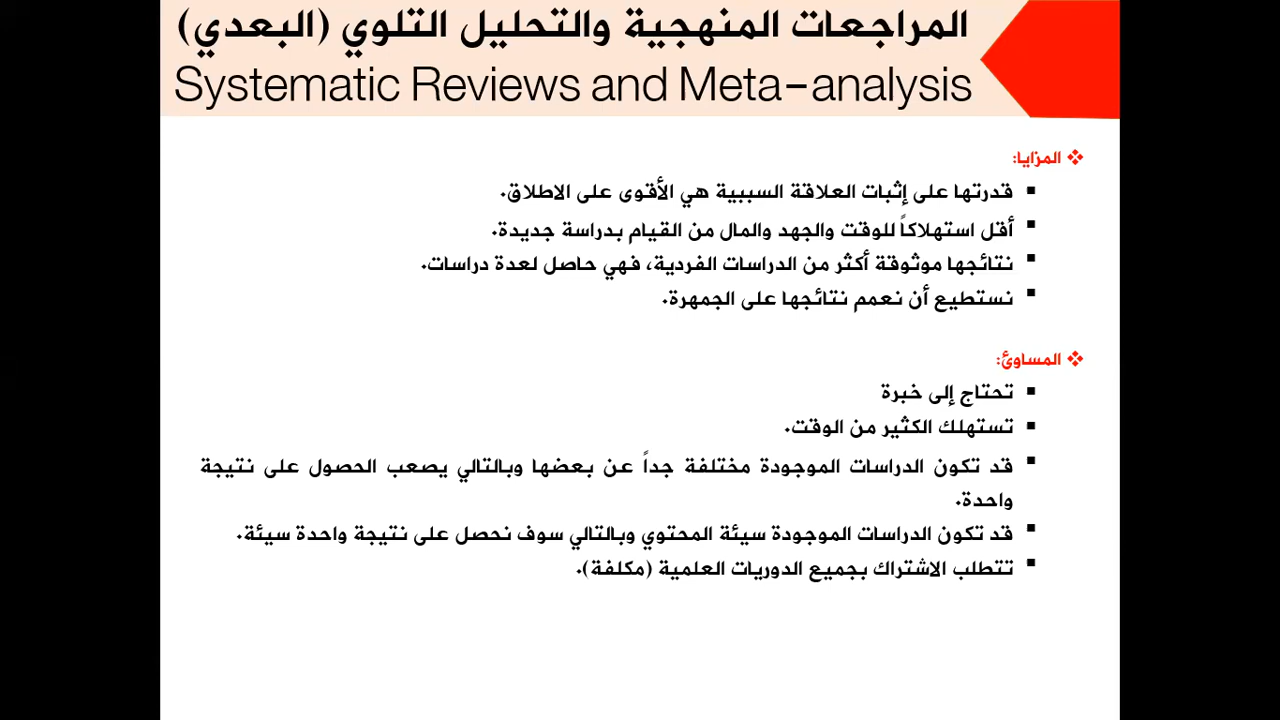 المراجعات المنهجية والتحليل التلوي (البعدي)
Systematic Reviews and Meta-analysis
❖ المزايا:
▪ قدرتها على إثبات العلاقة السببية هي الأقوى على الاطلاق.
▪ أقل استهلاكاً للوقت والجهد والمال من القيام بدراسة جديدة.
▪ نتائجها موثوقة أكثر من الدراسات الفردية، فهي حاصل لعدة دراسات.
▪ نستطيع أن نعمم نتائجها على الجمهرة.
❖ المساوئ:
▪ تحتاج إلى خبرة
▪ تستهلك الكثير من الوقت.
▪ قد تكون الدراسات الموجودة مختلفة جداً عن بعضها وبالتالي يصعب الحصول على نتيجة
واحدة.
▪ قد تكون الدراسات الموجودة سيئة المحتوي وبالتالي سوف نحصل على نتيجة واحدة سيئة.
▪ تتطلب الاشتراك بجميع الدوريات العلمية (مكلفة).